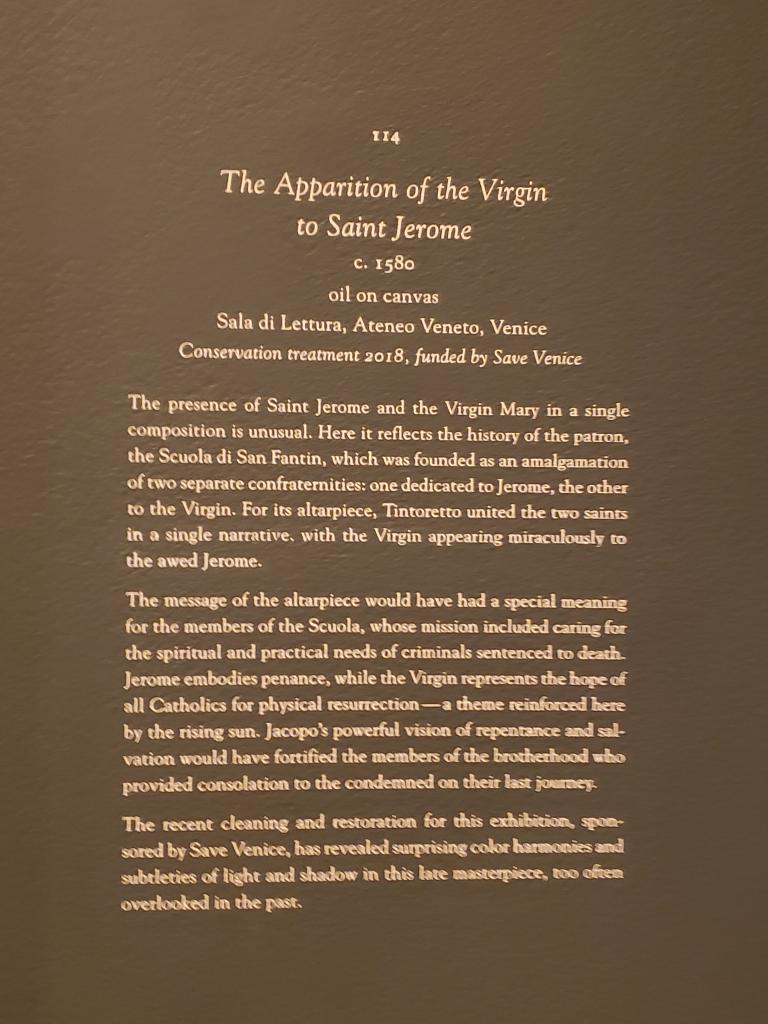 114
The Apparition of the Virgin
to Saint Jerome
c. 1580
oil on canvas
Sala di Lettura, Ateneo Veneto, Venice
Conservation treatment 2018, funded by Save Venice
The presence of Saint Jerome and the Virgin Mary in a single
composition is unusual. Here it reflects the history of the patron,
the Scuola di San Fantin, which was founded as an amalgamation
of two separate confraternities: one dedicated to Jerome, the other
to the Virgin. For its altarpiece, Tintoretto united the two saints
in a single narrative, with the Virgin appearing miraculously to
the awed Jerome.
The message of the altarpiece would have had a special meaning
for the members of the Scuola, whose mission included caring for
the spiritual and practical needs of criminals sentenced to death.
Jerome embodies penance, while the Virgin represents the hope of
all Catholics for physical resurrection—a theme reinforced here
by the rising sun. Jacopo's powerful vision of repentance and sal-
vation would have fortified the members of the brotherhood who
provided consolation to the condemned on their last journey.
The recent cleaning and restoration for this exhibition, spon-
sored by Save Venice, has revealed surprising color harmonies and
subtleties of light and shadow in this late masterpiece, too often
overlooked in the past.